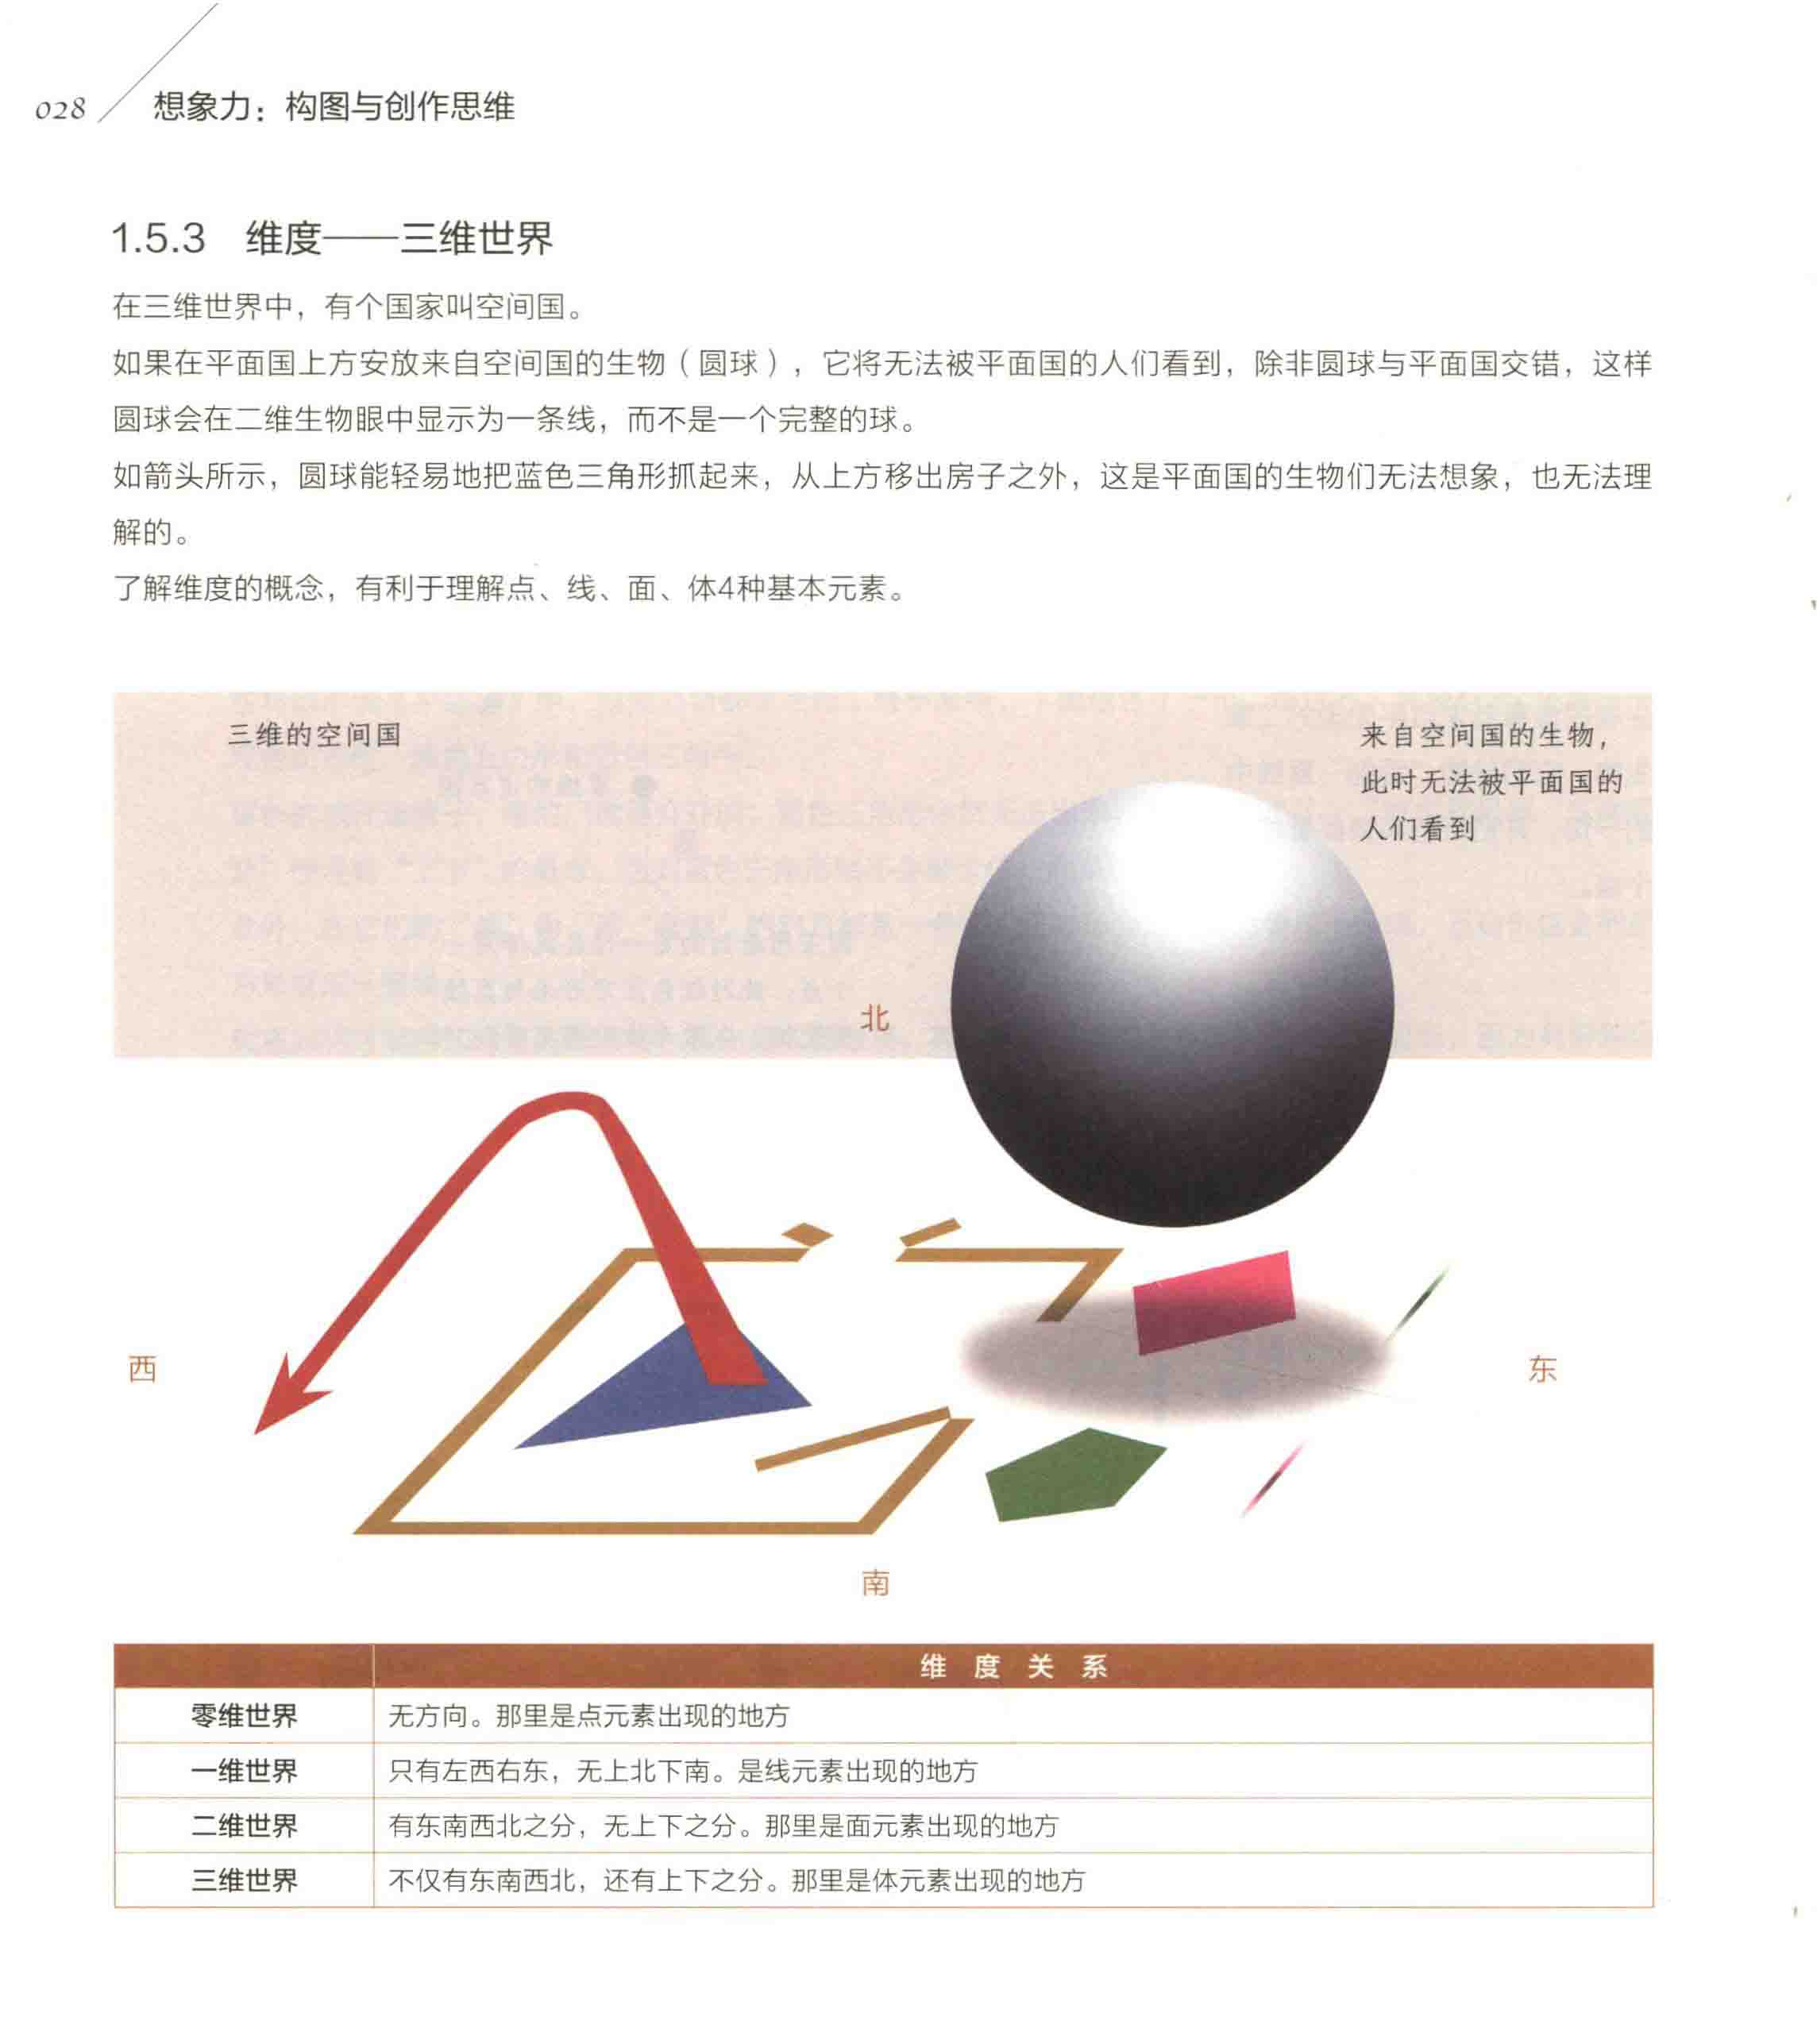 028
想象力：构图与创作思维
1.5.3 维度——三维世界
在三维世界中，有个国家叫空间国。
如果在平面国上方安放来自空间国的生物（圆球），它将无法被平面国的人们看到，除非圆球与平面国交错，这样
圆球会在二维生物眼中显示为一条线，而不是一个完整的球。
如箭头所示，圆球能轻易地把蓝色三角形抓起来，从上方移出房子之外，这是平面国的生物们无法想象，也无法理
解的。
了解维度的概念，有利于理解点、线、面、体4种基本元素。
三维的空间国
来自空间国的生物，
此时无法被平面国的
人们看到
北
西
东
南
维 度 关 系
零维世界 无方向。那里是点元素出现的地方
一维世界 只有左西右东，无上北下南。是线元素出现的地方
二维世界 有东南西北之分，无上下之分。那里是面元素出现的地方
三维世界 不仅有东南西北，还有上下之分。那里是体元素出现的地方